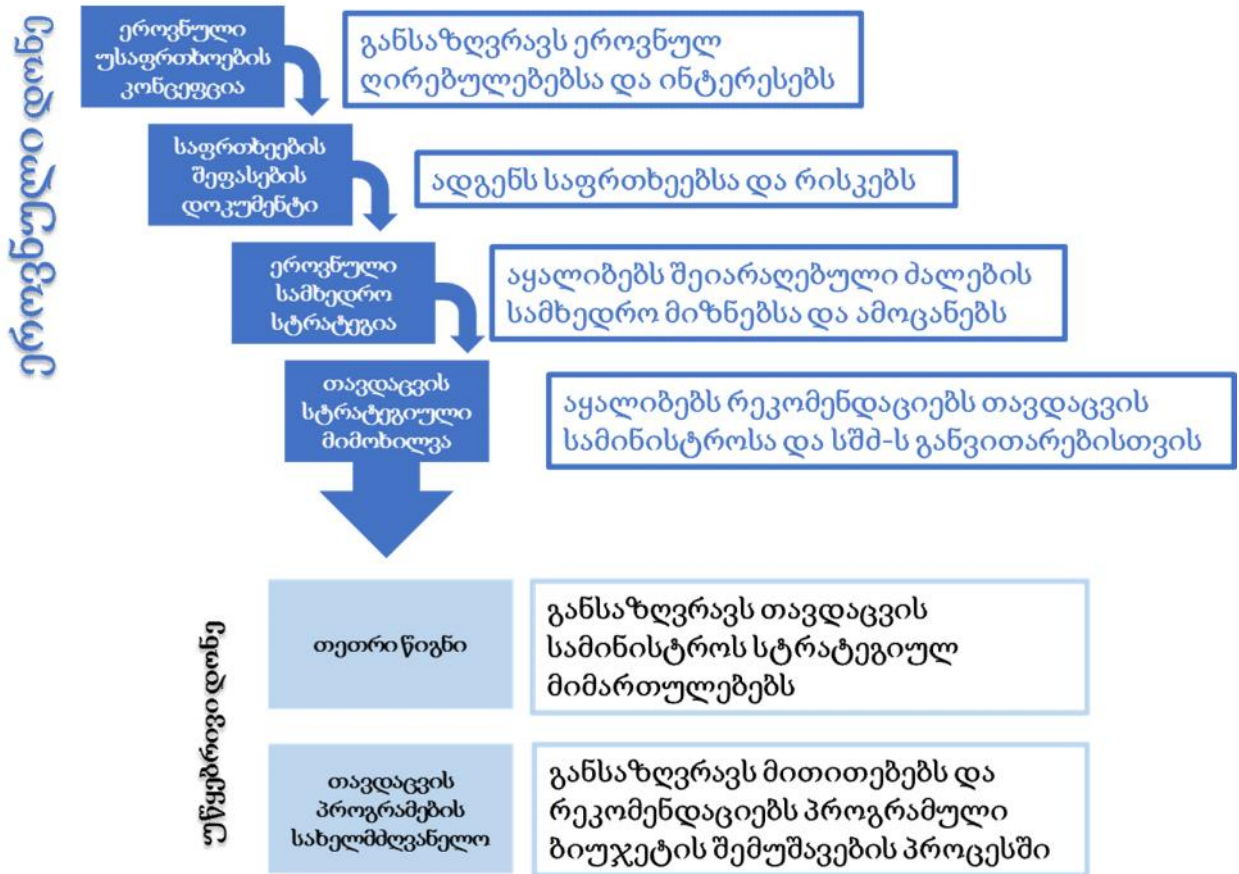 ეროვნული დონე
ეროვნული
უსაფრთხოების
კონცეფცია
განსაზღვრავს ეროვნულ
ღირებულებებსა და ინტერესებს
საფრთხეების
შეფასების
დოკუმენტი
ადგენს საფრთხეებსა და რისკებს
ეროვნული
სამხედრო
სტრატეგია
აყალიბებს შეიარაღებული ძალების
სამხედრო მიზნებსა და ამოცანებს
თავდაცვის
სტრატეგიული
მიმოხილვა
აყალიბებს რეკომენდაციებს თავდაცვის
სამინისტროსა და სშძ-ს განვითარებისთვის
უწყებრივი დონე
თეთრი წიგნი
განსაზღვრავს თავდაცვის
სამინისტროს სტრატეგიულ
მიმართულებებს
თავდაცვის
პროგრამების
სახელმძღვანელო
განსაზღვრავს მითითებებს და
რეკომენდაციებს პროგრამული
ბიუჯეტის შემუშავების პროცესში